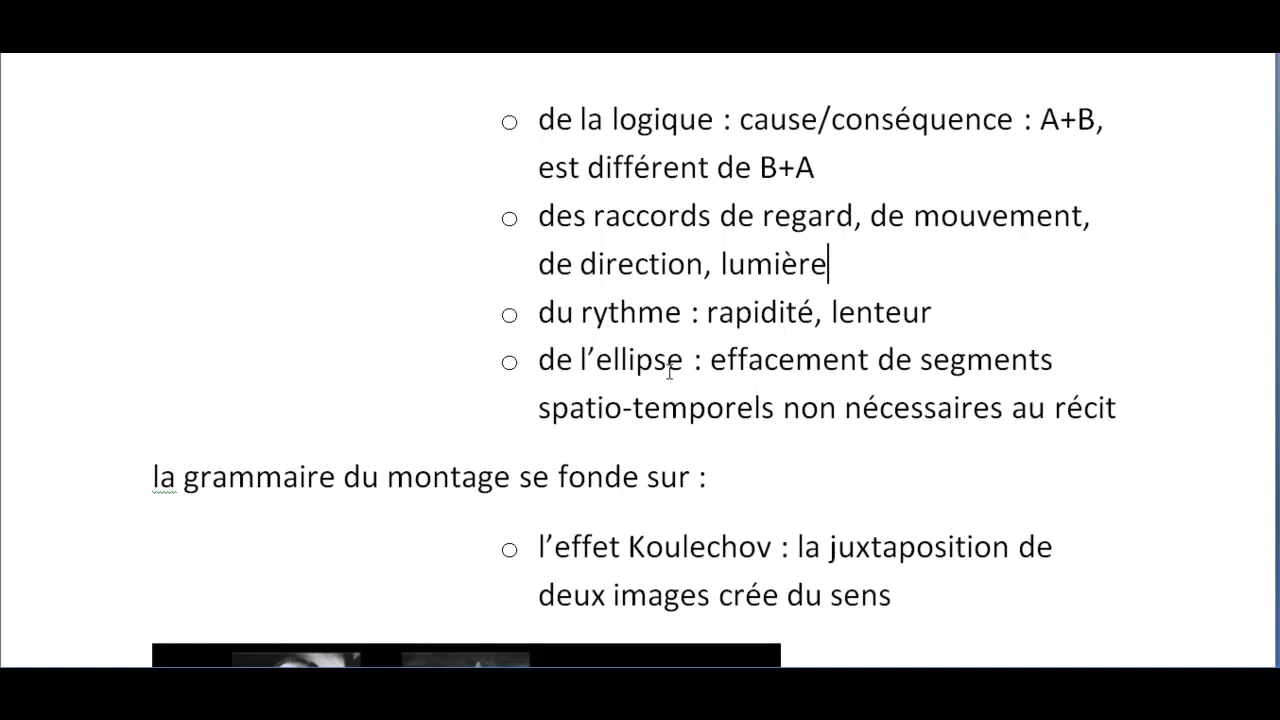 o de la logique : cause/conséquence : A+B,
est différent de B+A
o des raccords de regard, de mouvement,
de direction, lumière
o du rythme : rapidité, lenteur
o de l’ellipse : effacement de segments
spatio-temporels non nécessaires au récit
la grammaire du montage se fonde sur :
o l’effet Koulechov : la juxtaposition de
deux images crée du sens